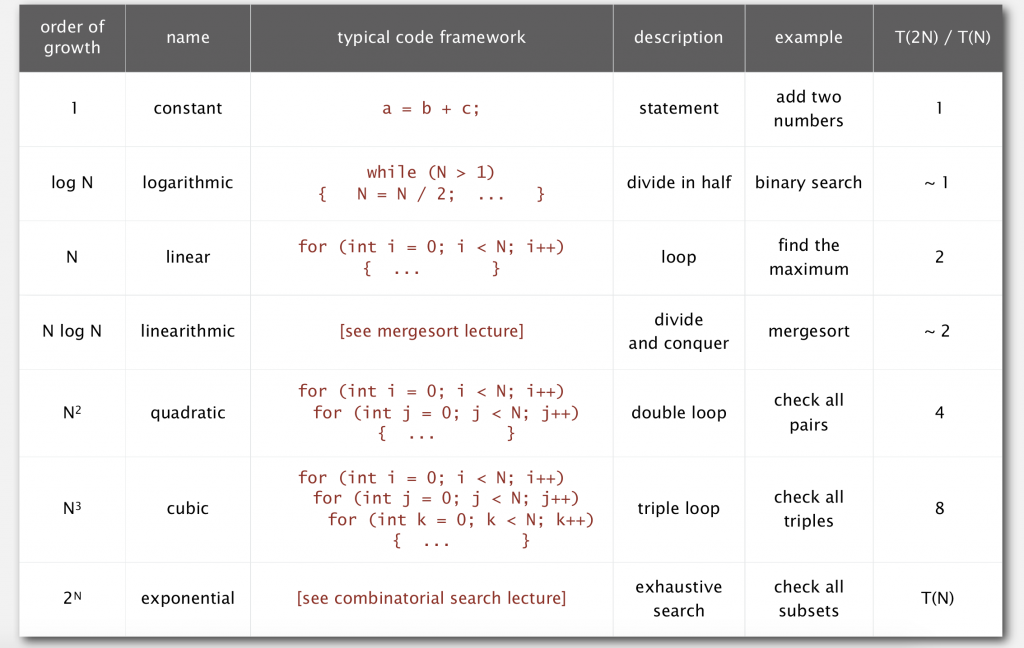 order of growth name typical code framework description example T(2N) / T(N)
1 constant a = b + c; statement add two numbers 1
log N logarithmic while (N > 1) { N = N / 2; ... } divide in half binary search ~ 1
N linear for (int i = 0; i < N; i++) { ... } loop find the maximum 2
N log N linearithmic [see mergesort lecture] divide and conquer mergesort ~ 2
N² quadratic for (int i = 0; i < N; i++) for (int j = 0; j < N; j++) { ... } double loop check all pairs 4
N³ cubic for (int i = 0; i < N; i++) for (int j = 0; j < N; j++) for (int k = 0; k < N; k++) { ... } triple loop check all triples 8
2ᴺ exponential [see combinatorial search lecture] exhaustive search check all subsets T(N)